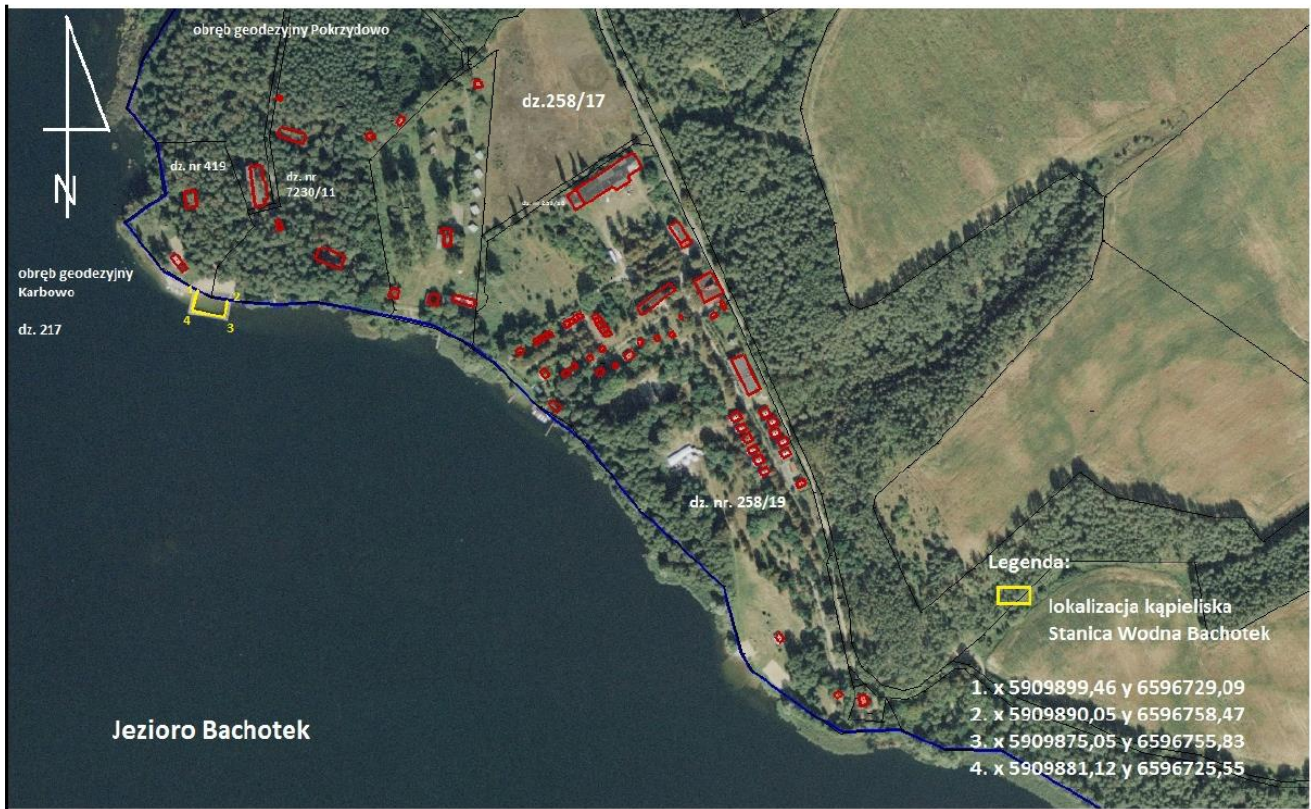 obręb geodezyjny Pokrzydowo
N
dz.258/17
dz. nr 419
dz. nr
7230/11
obręb geodezyjny
Karbowo
dz. 217
1
2
3
4
dz. nr. 258/19
Jezioro Bachotek
Legenda:
lokalizacja kąpieliska
Stanica Wodna Bachotek
1. x 5909899,46 y 6596729,09
2. x 5909890,05 y 6596758,47
3. x 5909875,05 y 6596755,83
4. x 5909881,12 y 6596725,55